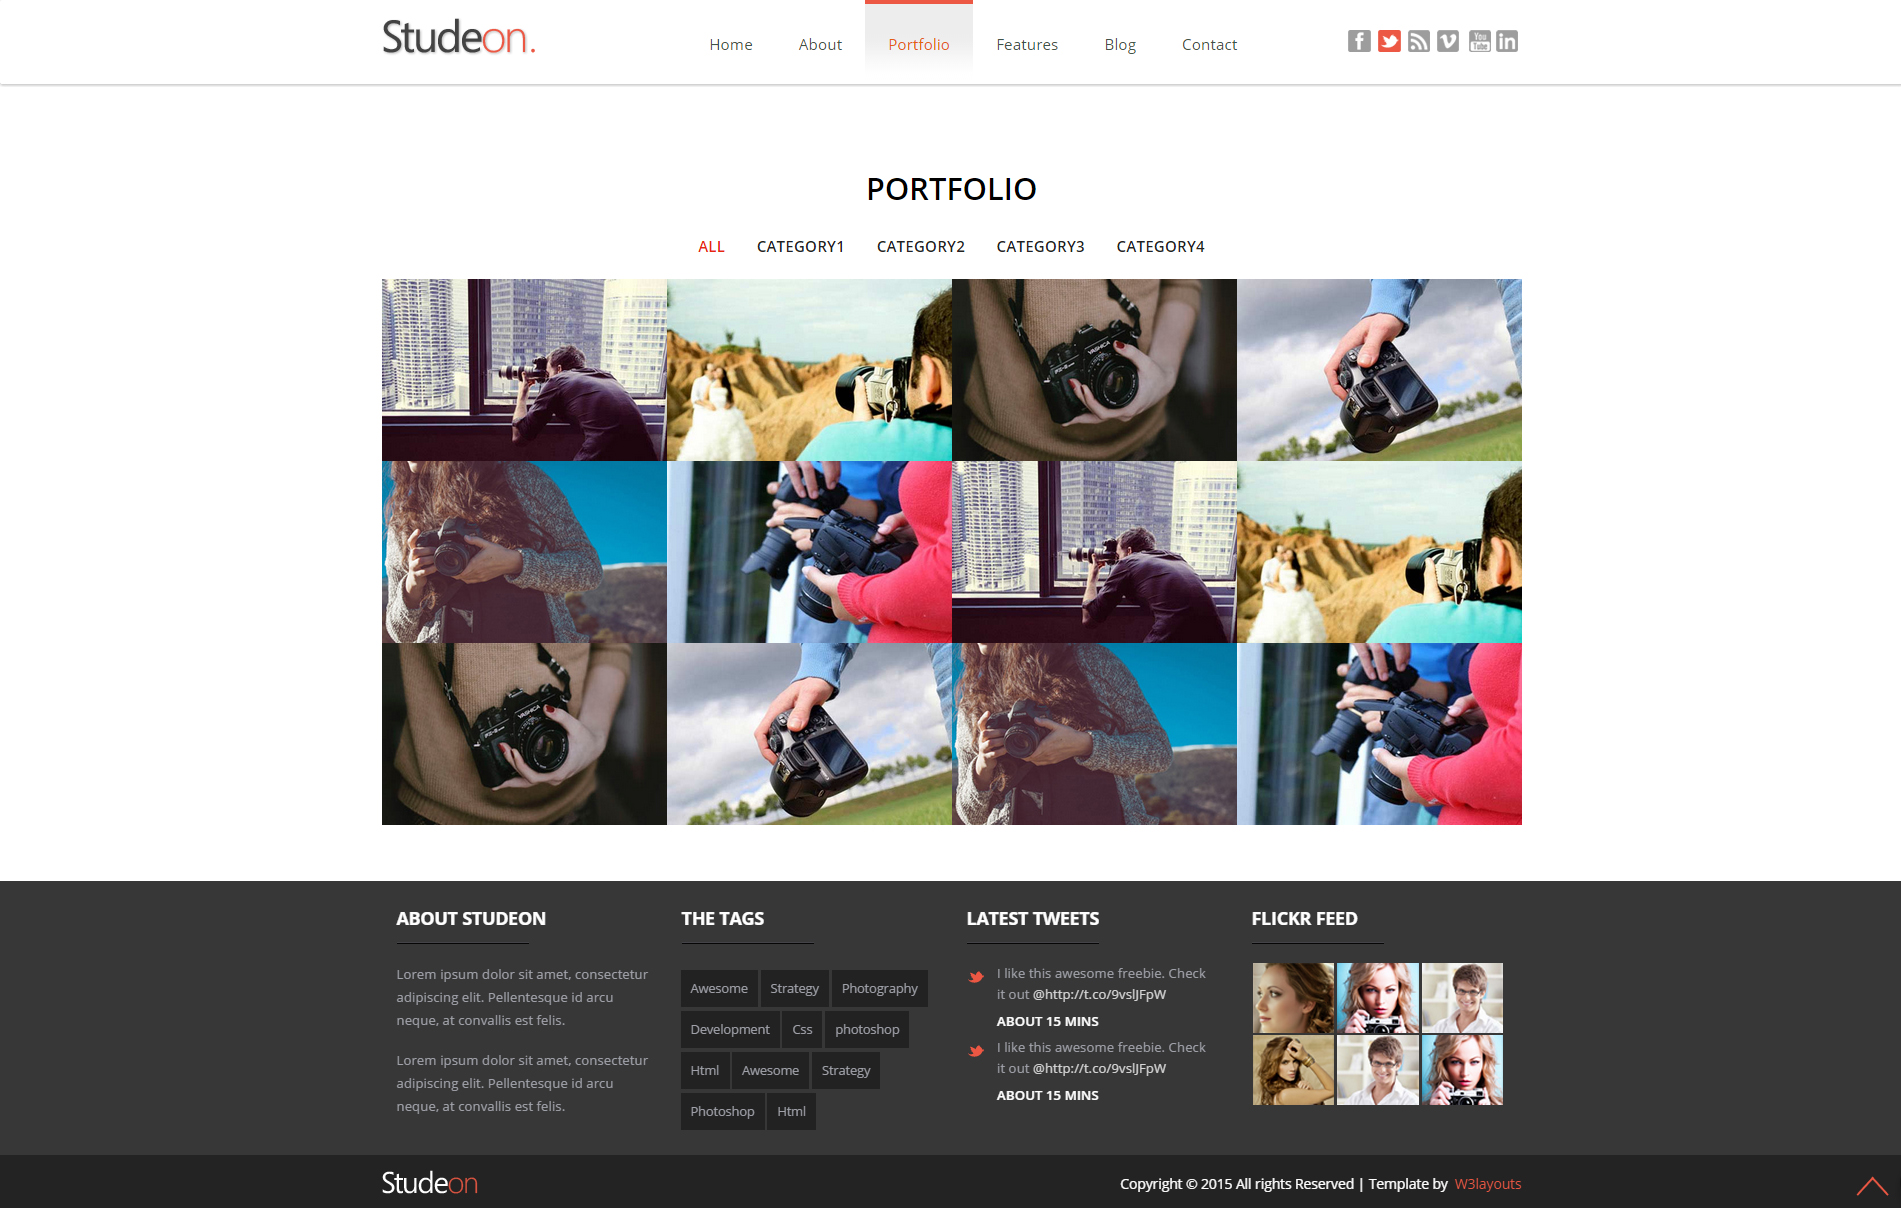 Studeon.
Home About Portfolio Features Blog Contact
You Tube in
PORTFOLIO
ALL CATEGORY1 CATEGORY2 CATEGORY3 CATEGORY4
YASHICA
YASHICA
ABOUT STUDEON
Lorem ipsum dolor sit amet, consectetur
adipiscing elit. Pellentesque id arcu
neque, at convallis est felis.
Lorem ipsum dolor sit amet, consectetur
adipiscing elit. Pellentesque id arcu
neque, at convallis est felis.
THE TAGS
Awesome Strategy Photography
Development Css photoshop
Html Awesome Strategy
Photoshop Html
LATEST TWEETS
I like this awesome freebie. Check
it out @http://t.co/9vslJFpW
ABOUT 15 MINS
I like this awesome freebie. Check
it out @http://t.co/9vslJFpW
ABOUT 15 MINS
FLICKR FEED
Studeon
Copyright © 2015 All rights Reserved | Template by W3layouts